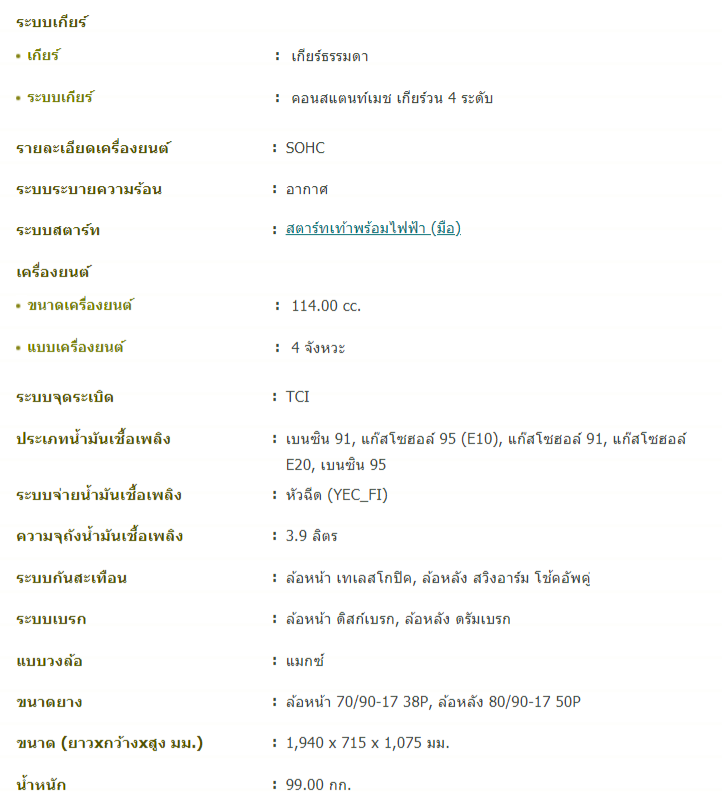 ระบบเกียร์
• เกียร์ : เกียร์ธรรมดา
• ระบบเกียร์ : คอนสแตนท์เมช เกียร์วน 4 ระดับ
รายละเอียดเครื่องยนต์ : SOHC
ระบบระบายความร้อน : อากาศ
ระบบสตาร์ท : สตาร์ทเท้าพร้อมไฟฟ้า (มือ)
เครื่องยนต์
• ขนาดเครื่องยนต์ : 114.00 cc.
• แบบเครื่องยนต์ : 4 จังหวะ
ระบบจุดระเบิด : TCI
ประเภทน้ำมันเชื้อเพลิง : เบนซิน 91, แก๊สโซฮอล์ 95 (E10), แก๊สโซฮอล์ 91, แก๊สโซฮอล์
E20, เบนซิน 95
ระบบจ่ายน้ำมันเชื้อเพลิง : หัวฉีด (YEC_FI)
ความจุถังน้ำมันเชื้อเพลิง : 3.9 ลิตร
ระบบกันสะเทือน : ล้อหน้า เทเลสโกปิค, ล้อหลัง สวิงอาร์ม โช้คอัพคู่
ระบบเบรก : ล้อหน้า ดิสก์เบรก, ล้อหลัง ดรัมเบรก
แบบวงล้อ : แมกซ์
ขนาดยาง : ล้อหน้า 70/90-17 38P, ล้อหลัง 80/90-17 50P
ขนาด (ยาวxกว้างxสูง มม.) : 1,940 x 715 x 1,075 มม.
น้ำหนัก : 99.00 กก.